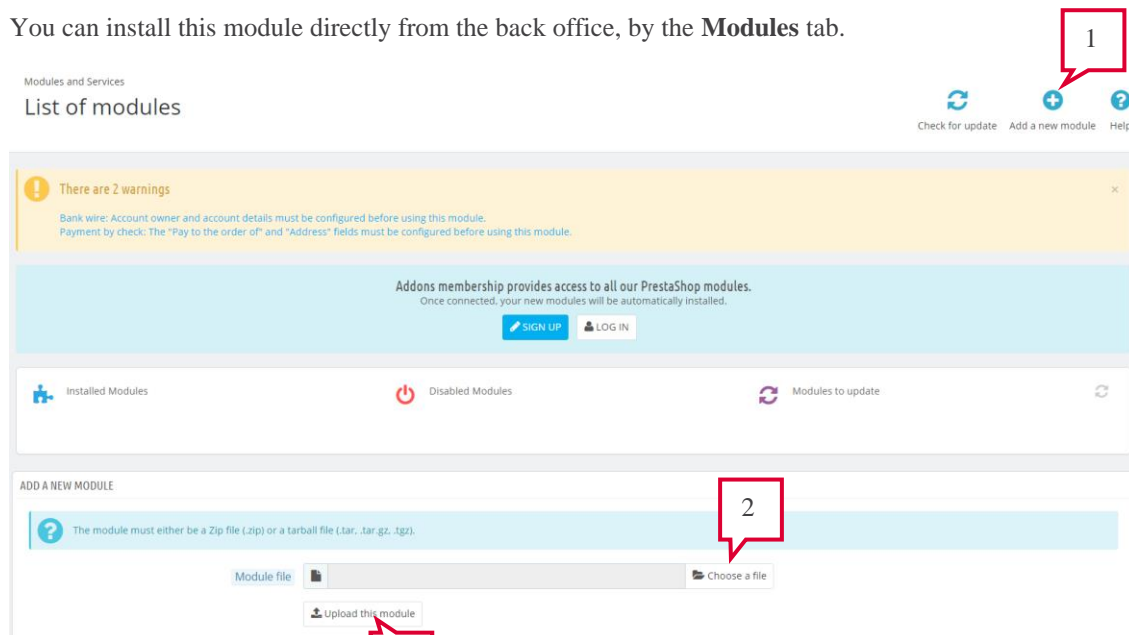 You can install this module directly from the back office, by the Modules tab.
1
Modules and Services
List of modules
Check for update
Add a new module
Help
There are 2 warnings
×
Bank wire: Account owner and account details must be configured before using this module.
Payment by check: The "Pay to the order of" and "Address" fields must be configured before using this module.
Addons membership provides access to all our PrestaShop modules.
Once connected, your new modules will be automatically installed.
SIGN UP
LOG IN
Installed Modules
Disabled Modules
Modules to update
ADD A NEW MODULE
2
The module must either be a Zip file (.zip) or a tarball file (.tar, .tar.gz, .tgz).
Module file
Choose a file
Upload this module